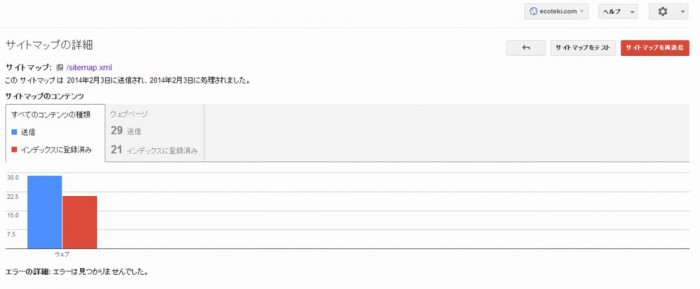 ecoteki.com
ヘルプ
サイトマップの詳細
サイトマップをテスト
サイトマップを再送信
サイトマップ: /sitemap.xml
この サイトマップ は 2014年2月3日に送信され、2014年2月3日に処理されました。
サイトマップのコンテンツ
すべてのコンテンツの種類
送信
インデックスに登録済み
ウェブページ
29 送信
21 インデックスに登録済み
30.0
22.5
15.0
7.5
ウェブ
エラーの詳細: エラーは見つかりませんでした。